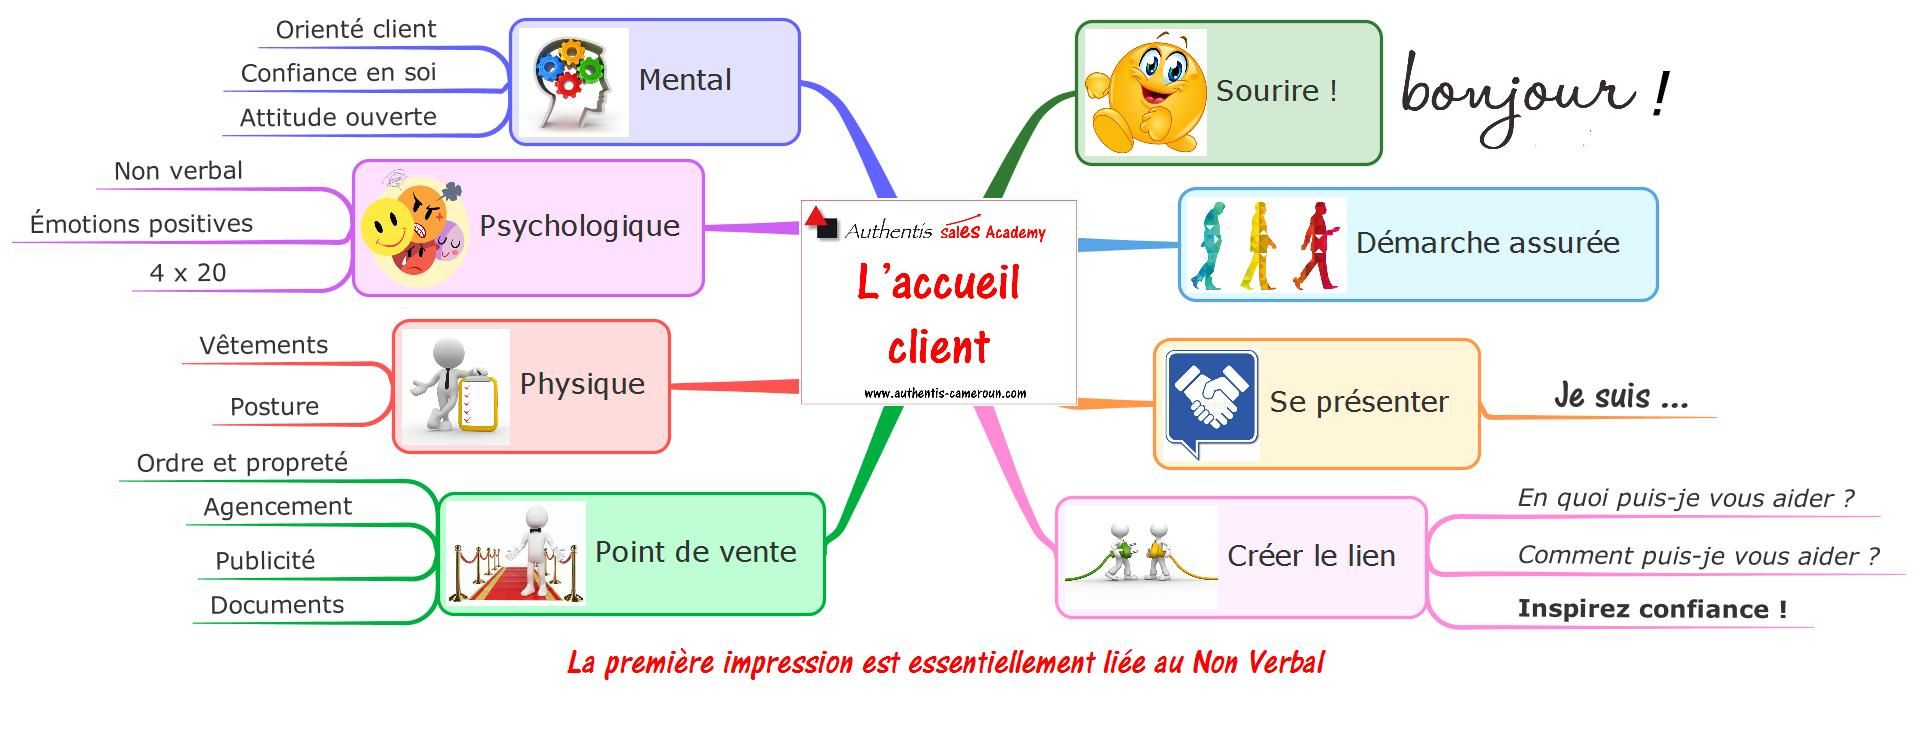 Authentis sales Academy
L'accueil
client
www.authentis-cameroun.com
Mental
Orienté client
Confiance en soi
Attitude ouverte
Psychologique
Non verbal
Émotions positives
4 x 20
Physique
Vêtements
Posture
Point de vente
Ordre et propreté
Agencement
Publicité
Documents
Sourire !
bonjour !
Démarche assurée
Se présenter
Je suis ...
Créer le lien
En quoi puis-je vous aider ?
Comment puis-je vous aider ?
Inspirez confiance !
La première impression est essentiellement liée au Non Verbal